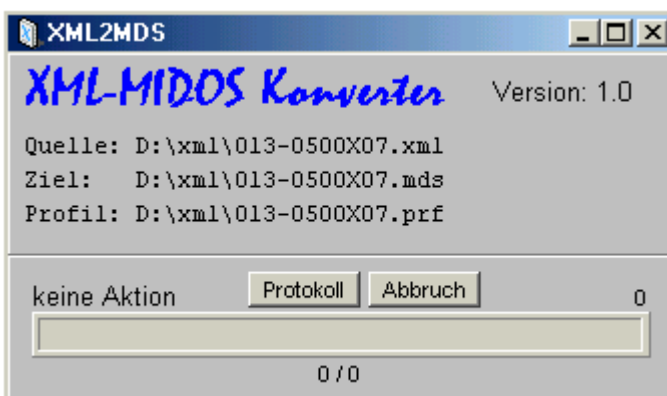 XML2MDS
XML-MIDOS Konverter Version: 1.0
Quelle: D:\xml\013-0500X07.xml
Ziel: D:\xml\013-0500X07.mds
Profil: D:\xml\013-0500X07.prf
keine Aktion Protokoll Abbruch 0
0 / 0